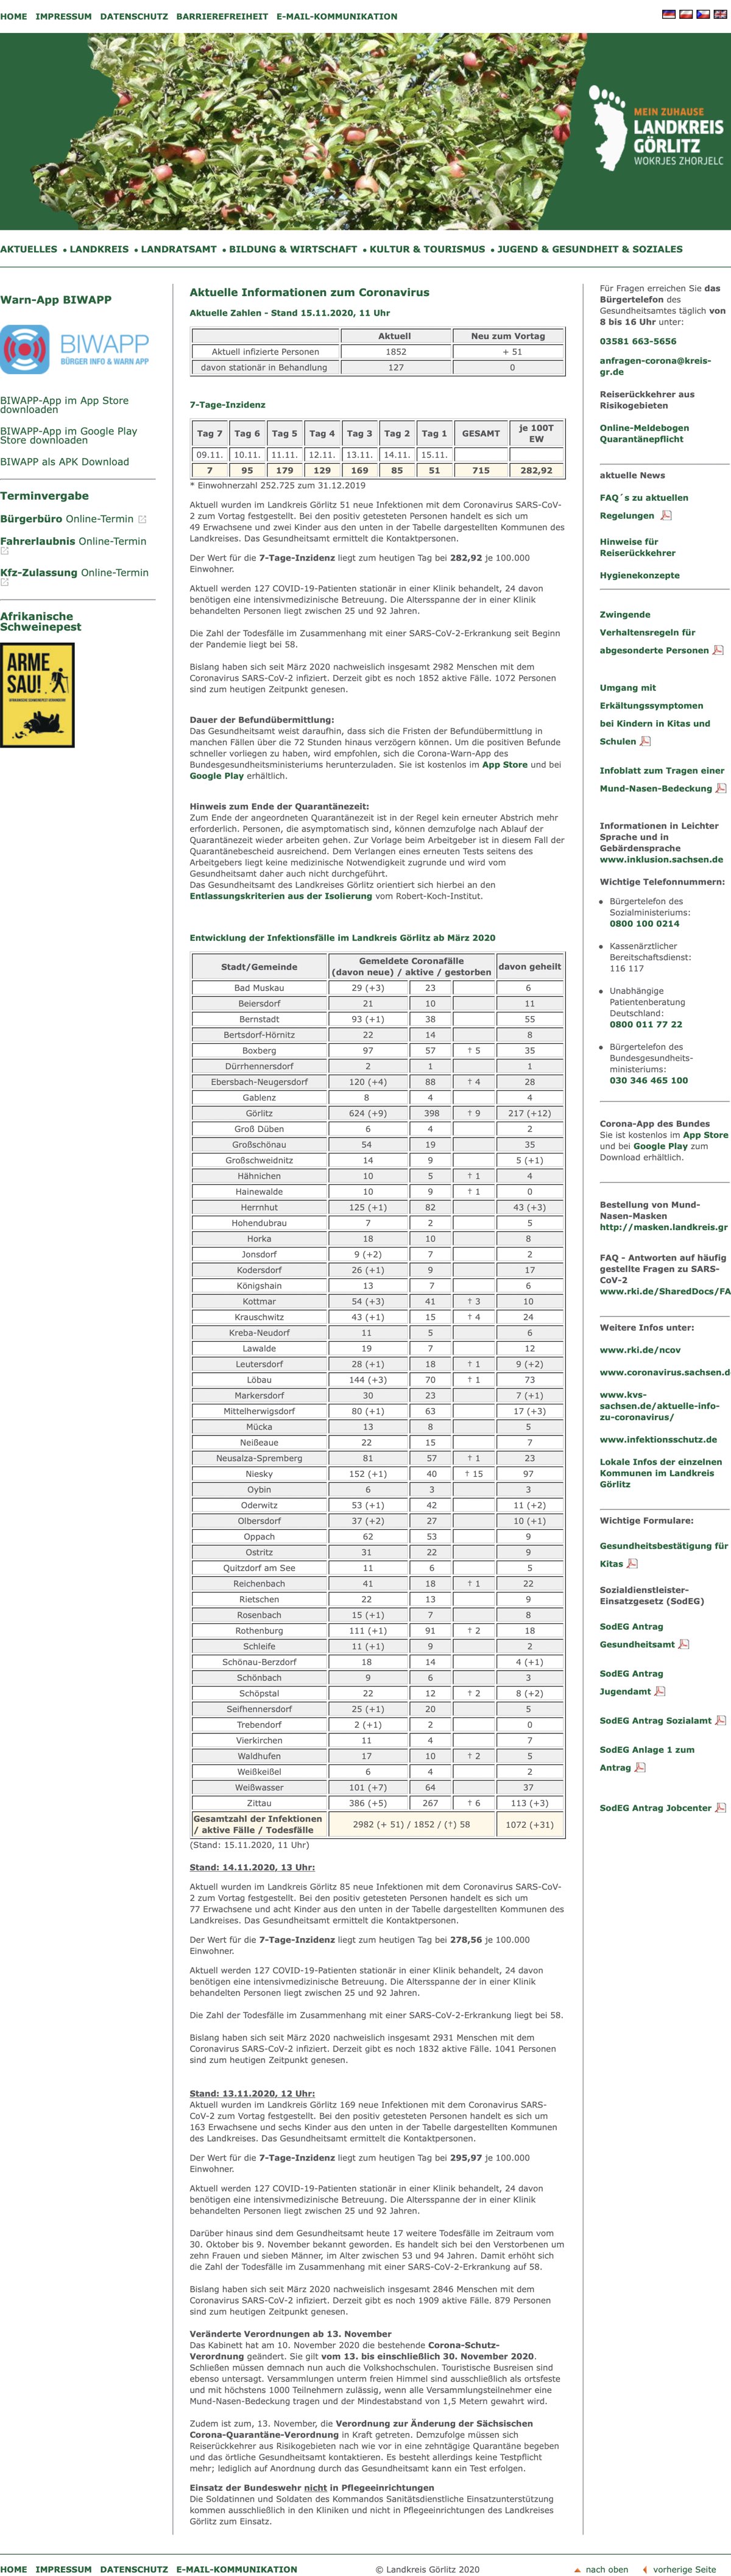 HOME IMPRESSUM DATENSCHUTZ BARRIEREFREIHEIT E-MAIL-KOMMUNIKATION
MEIN ZUHAUSE
LANDKREIS
GÖRLITZ
WOKRJES ZHORJELC
AKTUELLES • LANDKREIS • LANDRATSAMT • BILDUNG & WIRTSCHAFT • KULTUR & TOURISMUS • JUGEND & GESUNDHEIT & SOZIALES
Warn-App BIWAPP
BIWAPP
BÜRGER INFO & WARN APP
BIWAPP-App im App Store
downloaden
BIWAPP-App im Google Play
Store downloaden
BIWAPP als APK Download
Terminvergabe
Bürgerbüro Online-Termin
Fahrerlaubnis Online-Termin
Kfz-Zulassung Online-Termin
Afrikanische
Schweinepest
ARME
SAU!
Aktuelle Informationen zum Coronavirus
Aktuelle Zahlen - Stand 15.11.2020, 11 Uhr
Aktuell Neu zum Vortag
Aktuell infizierte Personen 1852 + 51
davon stationär in Behandlung 127 0
7-Tage-Inzidenz
Tag 7 Tag 6 Tag 5 Tag 4 Tag 3 Tag 2 Tag 1 GESAMT je 100T
EW
09.11. 10.11. 11.11. 12.11. 13.11. 14.11. 15.11.
7 95 179 129 169 85 51 715 282,92
* Einwohnerzahl 252.725 zum 31.12.2019
Aktuell wurden im Landkreis Görlitz 51 neue Infektionen mit dem Coronavirus SARS-CoV-
2 zum Vortag festgestellt. Bei den positiv getesteten Personen handelt es sich um
49 Erwachsene und zwei Kinder aus den unten in der Tabelle dargestellten Kommunen des
Landkreises. Das Gesundheitsamt ermittelt die Kontaktpersonen.
Der Wert für die 7-Tage-Inzidenz liegt zum heutigen Tag bei 282,92 je 100.000
Einwohner.
Aktuell werden 127 COVID-19-Patienten stationär in einer Klinik behandelt, 24 davon
benötigen eine intensivmedizinische Betreuung. Die Altersspanne der in einer Klinik
behandelten Personen liegt zwischen 25 und 92 Jahren.
Die Zahl der Todesfälle im Zusammenhang mit einer SARS-CoV-2-Erkrankung seit Beginn
der Pandemie liegt bei 58.
Bislang haben sich seit März 2020 nachweislich insgesamt 2982 Menschen mit dem
Coronavirus SARS-CoV-2 infiziert. Derzeit gibt es noch 1852 aktive Fälle. 1072 Personen
sind zum heutigen Zeitpunkt genesen.
Dauer der Befundübermittlung:
Das Gesundheitsamt weist daraufhin, dass sich die Fristen der Befundübermittlung in
manchen Fällen über die 72 Stunden hinaus verzögern können. Um die positiven Befunde
schneller vorliegen zu haben, wird empfohlen, sich die Corona-Warn-App des
Bundesgesundheitsministeriums herunterzuladen. Sie ist kostenlos im App Store und bei
Google Play erhältlich.
Hinweis zum Ende der Quarantänezeit:
Zum Ende der angeordneten Quarantänezeit ist in der Regel kein erneuter Abstrich mehr
erforderlich. Personen, die asymptomatisch sind, können demzufolge nach Ablauf der
Quarantänezeit wieder arbeiten gehen. Zur Vorlage beim Arbeitgeber ist in diesem Fall der
Quarantänebescheid ausreichend. Dem Verlangen eines erneuten Tests seitens des
Arbeitgebers liegt keine medizinische Notwendigkeit zugrunde und wird vom
Gesundheitsamt daher auch nicht durchgeführt.
Das Gesundheitsamt des Landkreises Görlitz orientiert sich hierbei an den
Entlassungskriterien aus der Isolierung vom Robert-Koch-Institut.
Entwicklung der Infektionsfälle im Landkreis Görlitz ab März 2020
Stadt/Gemeinde Gemeldete Coronafälle
(davon neue) / aktive / gestorben davon geheilt
Bad Muskau 29 (+3) 23 6
Beiersdorf 21 10 11
Bernstadt 93 (+1) 38 55
Bertsdorf-Hörnitz 22 14 8
Boxberg 97 57 † 5 35
Dürrhennersdorf 2 1 1
Ebersbach-Neugersdorf 120 (+4) 88 † 4 28
Gablenz 8 4 4
Görlitz 624 (+9) 398 † 9 217 (+12)
Groß Düben 6 4 2
Großschönau 54 19 35
Großschweidnitz 14 9 5 (+1)
Hähnichen 10 5 † 1 4
Hainewalde 10 9 † 1 0
Herrnhut 125 (+1) 82 43 (+3)
Hohendubrau 7 2 5
Horka 18 10 8
Jonsdorf 9 (+2) 7 2
Kodersdorf 26 (+1) 9 17
Königshain 13 7 6
Kottmar 54 (+3) 41 † 3 10
Krauschwitz 43 (+1) 15 † 4 24
Kreba-Neudorf 11 5 6
Lawalde 19 7 12
Leutersdorf 28 (+1) 18 † 1 9 (+2)
Löbau 144 (+3) 70 † 1 73
Markersdorf 30 23 7 (+1)
Mittelherwigsdorf 80 (+1) 63 17 (+3)
Mücka 13 8 5
Neißeaue 22 15 7
Neusalza-Spremberg 81 57 † 1 23
Niesky 152 (+1) 40 † 15 97
Oybin 6 3 3
Oderwitz 53 (+1) 42 11 (+2)
Olbersdorf 37 (+2) 27 10 (+1)
Oppach 62 53 9
Ostritz 31 22 9
Quitzdorf am See 11 6 5
Reichenbach 41 18 † 1 22
Rietschen 22 13 9
Rosenbach 15 (+1) 7 8
Rothenburg 111 (+1) 91 † 2 18
Schleife 11 (+1) 9 2
Schönau-Berzdorf 18 14 4 (+1)
Schönbach 9 6 3
Schöpstal 22 12 † 2 8 (+2)
Seifhennersdorf 25 (+1) 20 5
Trebendorf 2 (+1) 2 0
Vierkirchen 11 4 7
Waldhufen 17 10 † 2 5
Weißkeißel 6 4 2
Weißwasser 101 (+7) 64 37
Zittau 386 (+5) 267 † 6 113 (+3)
Gesamtzahl der Infektionen
/ aktive Fälle / Todesfälle 2982 (+ 51) / 1852 / (†) 58 1072 (+31)
(Stand: 15.11.2020, 11 Uhr)
Stand: 14.11.2020, 13 Uhr:
Aktuell wurden im Landkreis Görlitz 85 neue Infektionen mit dem Coronavirus SARS-CoV-
2 zum Vortag festgestellt. Bei den positiv getesteten Personen handelt es sich um
77 Erwachsene und acht Kinder aus den unten in der Tabelle dargestellten Kommunen des
Landkreises. Das Gesundheitsamt ermittelt die Kontaktpersonen.
Der Wert für die 7-Tage-Inzidenz liegt zum heutigen Tag bei 278,56 je 100.000
Einwohner.
Aktuell werden 127 COVID-19-Patienten stationär in einer Klinik behandelt, 24 davon
benötigen eine intensivmedizinische Betreuung. Die Altersspanne der in einer Klinik
behandelten Personen liegt zwischen 25 und 92 Jahren.
Die Zahl der Todesfälle im Zusammenhang mit einer SARS-CoV-2-Erkrankung liegt bei 58.
Bislang haben sich seit März 2020 nachweislich insgesamt 2931 Menschen mit dem
Coronavirus SARS-CoV-2 infiziert. Derzeit gibt es noch 1832 aktive Fälle. 1041 Personen
sind zum heutigen Zeitpunkt genesen.
Stand: 13.11.2020, 12 Uhr:
Aktuell wurden im Landkreis Görlitz 169 neue Infektionen mit dem Coronavirus SARS-
CoV-2 zum Vortag festgestellt. Bei den positiv getesteten Personen handelt es sich um
163 Erwachsene und sechs Kinder aus den unten in der Tabelle dargestellten Kommunen
des Landkreises. Das Gesundheitsamt ermittelt die Kontaktpersonen.
Der Wert für die 7-Tage-Inzidenz liegt zum heutigen Tag bei 295,97 je 100.000
Einwohner.
Aktuell werden 127 COVID-19-Patienten stationär in einer Klinik behandelt, 24 davon
benötigen eine intensivmedizinische Betreuung. Die Altersspanne der in einer Klinik
behandelten Personen liegt zwischen 25 und 92 Jahren.
Darüber hinaus sind dem Gesundheitsamt heute 17 weitere Todesfälle im Zeitraum vom
30. Oktober bis 9. November bekannt geworden. Es handelt sich bei den Verstorbenen um
zehn Frauen und sieben Männer, im Alter zwischen 53 und 94 Jahren. Damit erhöht sich
die Zahl der Todesfälle im Zusammenhang mit einer SARS-CoV-2-Erkrankung auf 58.
Bislang haben sich seit März 2020 nachweislich insgesamt 2846 Menschen mit dem
Coronavirus SARS-CoV-2 infiziert. Derzeit gibt es noch 1909 aktive Fälle. 879 Personen
sind zum heutigen Zeitpunkt genesen.
Veränderte Verordnungen ab 13. November
Das Kabinett hat am 10. November 2020 die bestehende Corona-Schutz-
Verordnung geändert. Sie gilt vom 13. bis einschließlich 30. November 2020.
Schließen müssen demnach nun auch die Volkshochschulen. Touristische Busreisen sind
ebenso untersagt. Versammlungen unterm freien Himmel sind ausschließlich als ortsfeste
und mit höchstens 1000 Teilnehmern zulässig, wenn alle Versammlungsteilnehmer eine
Mund-Nasen-Bedeckung tragen und der Mindestabstand von 1,5 Metern gewahrt wird.
Zudem ist zum, 13. November, die Verordnung zur Änderung der Sächsischen
Corona-Quarantäne-Verordnung in Kraft getreten. Demzufolge müssen sich
Reiserückkehrer aus Risikogebieten nach wie vor in eine zehntägige Quarantäne begeben
und das örtliche Gesundheitsamt kontaktieren. Es besteht allerdings keine Testpflicht
mehr; lediglich auf Anordnung durch das Gesundheitsamt kann ein Test erfolgen.
Einsatz der Bundeswehr nicht in Pflegeeinrichtungen
Die Soldatinnen und Soldaten des Kommandos Sanitätsdienstliche Einsatzunterstützung
kommen ausschließlich in den Kliniken und nicht in Pflegeeinrichtungen des Landkreises
Görlitz zum Einsatz.
Für Fragen erreichen Sie das
Bürgertelefon des
Gesundheitsamtes täglich von
8 bis 16 Uhr unter:
03581 663-5656
anfragen-corona@kreis-
gr.de
Reiserückkehrer aus
Risikogebieten
Online-Meldebogen
Quarantänepflicht
aktuelle News
FAQ´s zu aktuellen
Regelungen
Hinweise für
Reiserückkehrer
Hygienekonzepte
Zwingende
Verhaltensregeln für
abgesonderte Personen
Umgang mit
Erkältungssymptomen
bei Kindern in Kitas und
Schulen
Infoblatt zum Tragen einer
Mund-Nasen-Bedeckung
Informationen in Leichter
Sprache und in
Gebärdensprache
www.inklusion.sachsen.de
Wichtige Telefonnummern:
• Bürgertelefon des
Sozialministeriums:
0800 100 0214
• Kassenärztlicher
Bereitschaftsdienst:
116 117
• Unabhängige
Patientenberatung
Deutschland:
0800 011 77 22
• Bürgertelefon des
Bundesgesundheits-
ministeriums:
030 346 465 100
Corona-App des Bundes
Sie ist kostenlos im App Store
und bei Google Play zum
Download erhältlich.
Bestellung von Mund-
Nasen-Masken
http://masken.landkreis.gr
FAQ - Antworten auf häufig
gestellte Fragen zu SARS-
CoV-2
www.rki.de/SharedDocs/FA
Weitere Infos unter:
www.rki.de/ncov
www.coronavirus.sachsen.d
www.kvs-
sachsen.de/aktuelle-info-
zu-coronavirus/
www.infektionsschutz.de
Lokale Infos der einzelnen
Kommunen im Landkreis
Görlitz
Wichtige Formulare:
Gesundheitsbestätigung für
Kitas
Sozialdienstleister-
Einsatzgesetz (SodEG)
SodEG Antrag
Gesundheitsamt
SodEG Antrag
Jugendamt
SodEG Antrag Sozialamt
SodEG Anlage 1 zum
Antrag
SodEG Antrag Jobcenter
HOME IMPRESSUM DATENSCHUTZ E-MAIL-KOMMUNIKATION © Landkreis Görlitz 2020 nach oben vorherige Seite